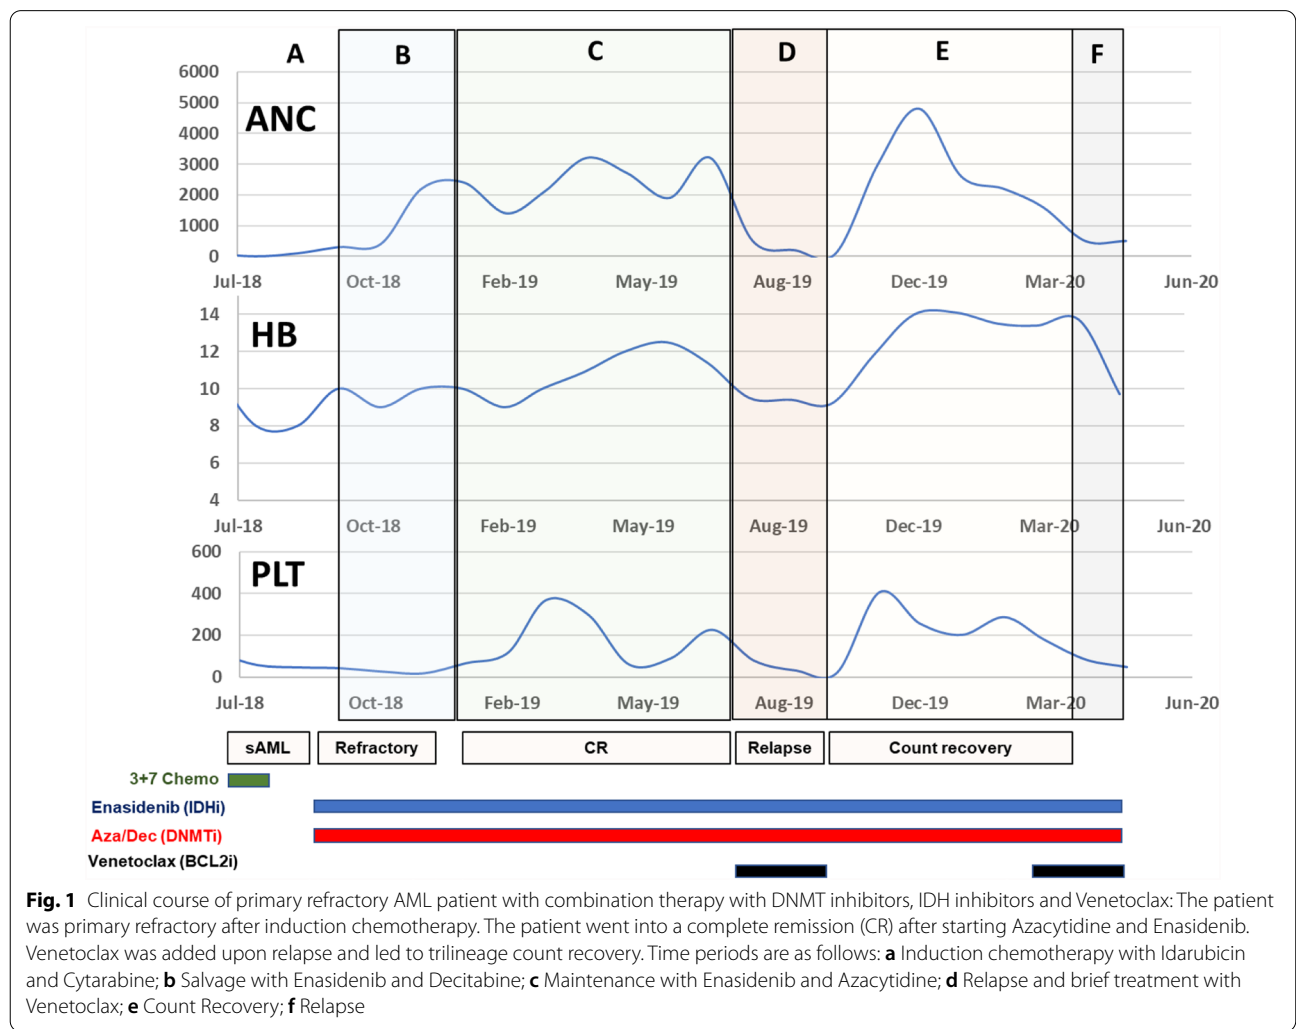 A B C D E F
6000
5000
ANC
4000
3000
2000
1000
0
Jul-18 Oct-18 Feb-19 May-19 Aug-19 Dec-19 Mar-20 Jun-20
14
HB
12
10
8
6
4
Jul-18 Oct-18 Feb-19 May-19 Aug-19 Dec-19 Mar-20 Jun-20
600
PLT
400
200
0
Jul-18 Oct-18 Feb-19 May-19 Aug-19 Dec-19 Mar-20 Jun-20
sAML Refractory CR Relapse Count recovery
3+7 Chemo
Enasidenib (IDHi)
Aza/Dec (DNMTi)
Venetoclax (BCL2i)
Fig. 1 Clinical course of primary refractory AML patient with combination therapy with DNMT inhibitors, IDH inhibitors and Venetoclax: The patient
was primary refractory after induction chemotherapy. The patient went into a complete remission (CR) after starting Azacytidine and Enasidenib.
Venetoclax was added upon relapse and led to trilineage count recovery. Time periods are as follows: a Induction chemotherapy with Idarubicin
and Cytarabine; b Salvage with Enasidenib and Decitabine; c Maintenance with Enasidenib and Azacytidine; d Relapse and brief treatment with
Venetoclax; e Count Recovery; f Relapse